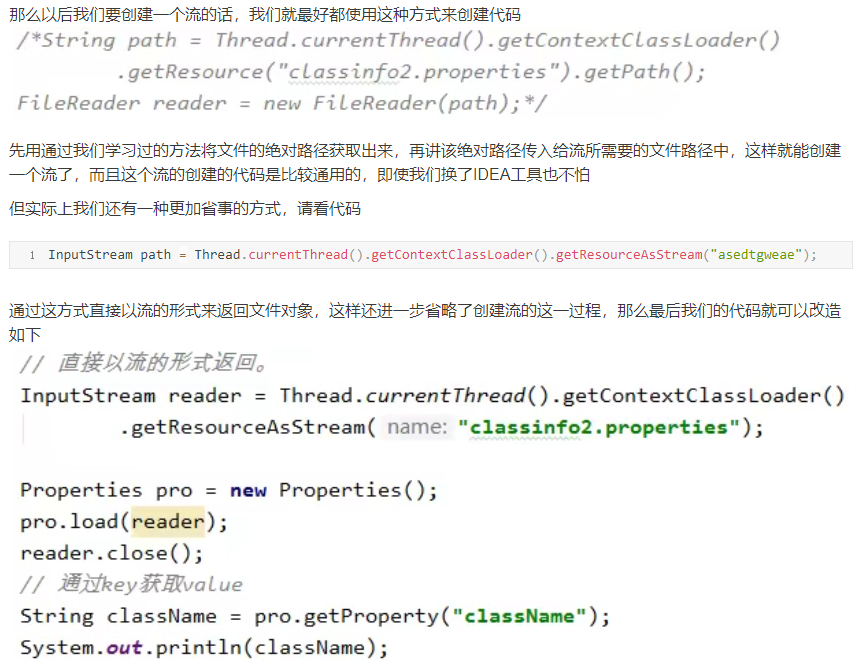 那么以后我们要创建一个流的话，我们就最好都使用这种方式来创建代码
/*String path = Thread.currentThread().getContextClassLoader()
.getResource("classinfo2.properties").getPath();
FileReader reader = new FileReader(path);*/
先用通过我们学习过的方法将文件的绝对路径获取出来，再讲该绝对路径传入给流所需要的文件路径中，这样就能创建
一个流了，而且这个流的创建的代码是比较通用的，即使我们换了IDEA工具也不怕
但实际上我们还有一种更加省事的方式，请看代码
1 InputStream path = Thread.currentThread().getContextClassLoader().getResourceAsStream("asedtgweae");
通过这方式直接以流的形式来返回文件对象，这样还进一步省略了创建流的这一过程，那么最后我们的代码就可以改造
如下
// 直接以流的形式返回。
InputStream reader = Thread.currentThread().getContextClassLoader()
.getResourceAsStream( name: "classinfo2.properties");
Properties pro = new Properties();
pro.load(reader);
reader.close();
// 通过key获取value
String className = pro.getProperty("className");
System.out.println(className);